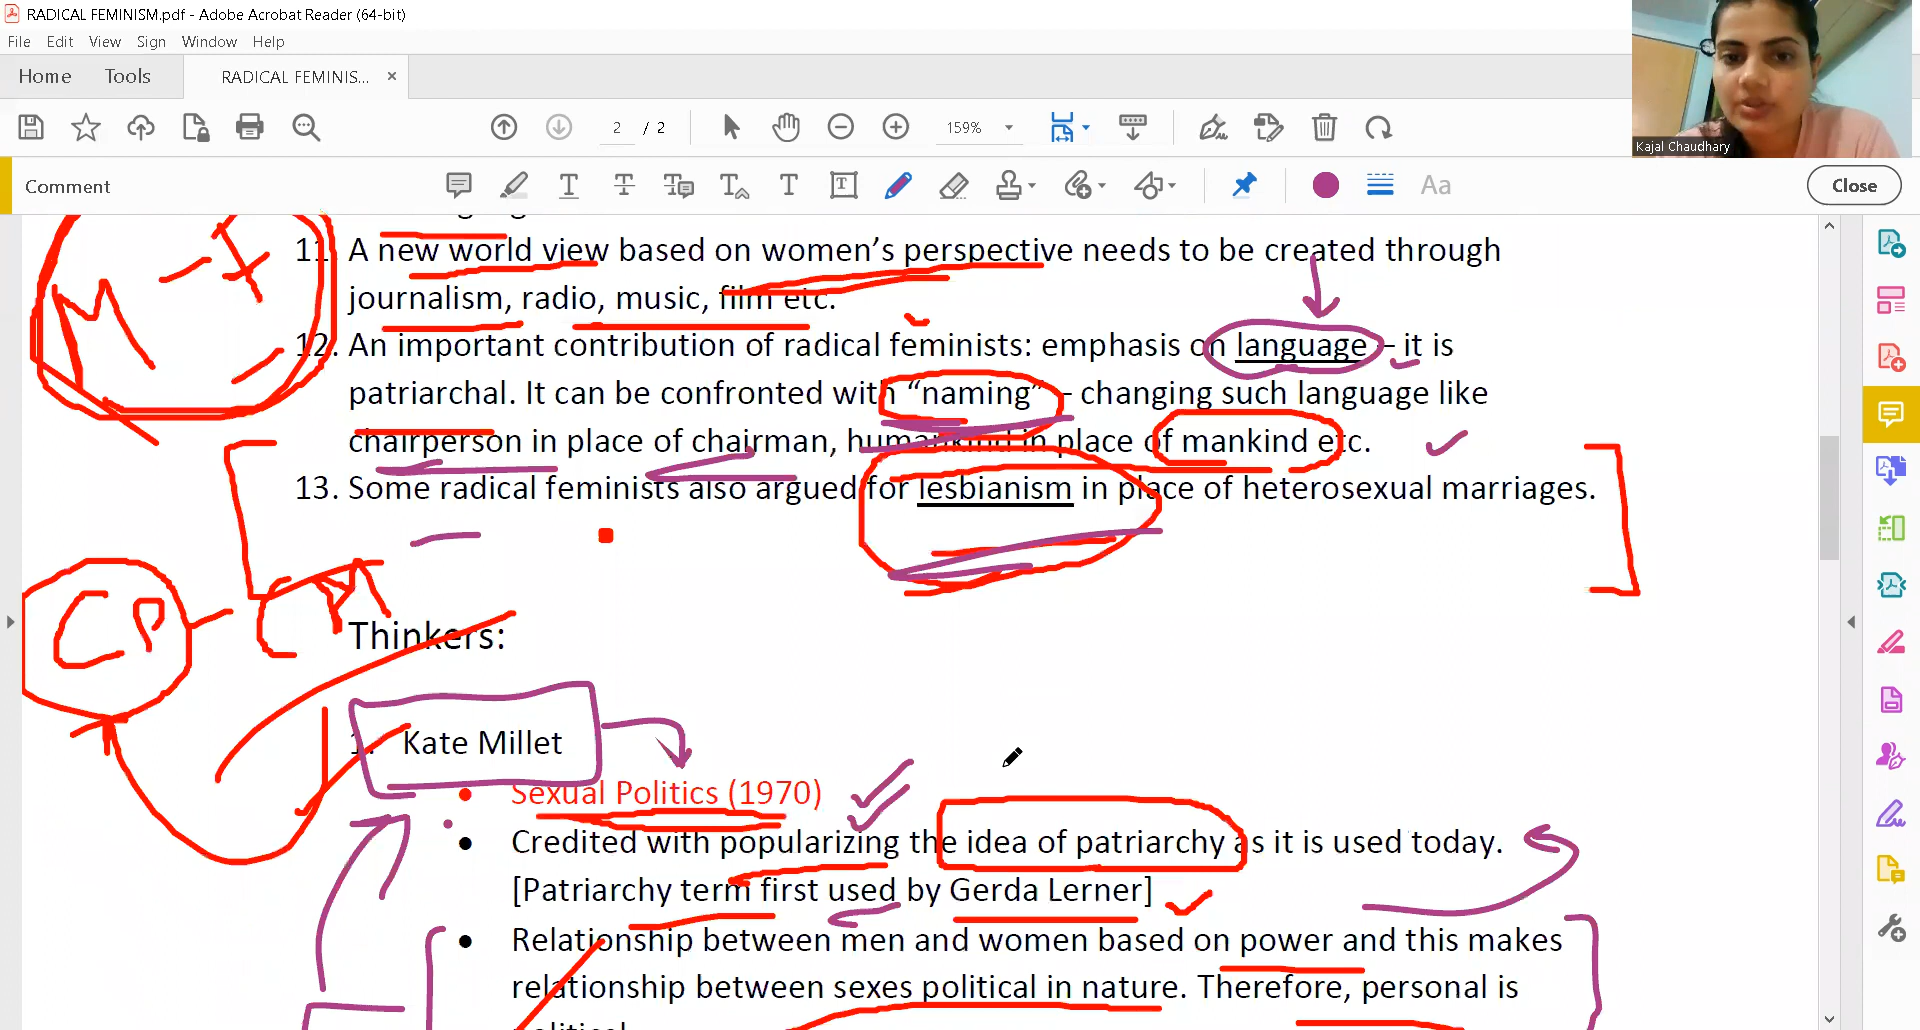 RADICAL FEMINISM.pdf - Adobe Acrobat Reader (64-bit)
File Edit View Sign Window Help
Home Tools RADICAL FEMINIS... ×
2 / 2 159%
Kajal Chaudhary
Comment
T T T T T Aa Close
11. A new world view based on women’s perspective needs to be created through
journalism, radio, music, film etc.
M
12. An important contribution of radical feminists: emphasis on language – it is
patriarchal. It can be confronted with “naming” – changing such language like
chairperson in place of chairman, humankind in place of mankind etc.
13. Some radical feminists also argued for lesbianism in place of heterosexual marriages.
CP
Thinkers:
1. Kate Millet
• Sexual Politics (1970)
• Credited with popularizing the idea of patriarchy as it is used today.
[Patriarchy term first used by Gerda Lerner]
• Relationship between men and women based on power and this makes
relationship between sexes political in nature. Therefore, personal is
political